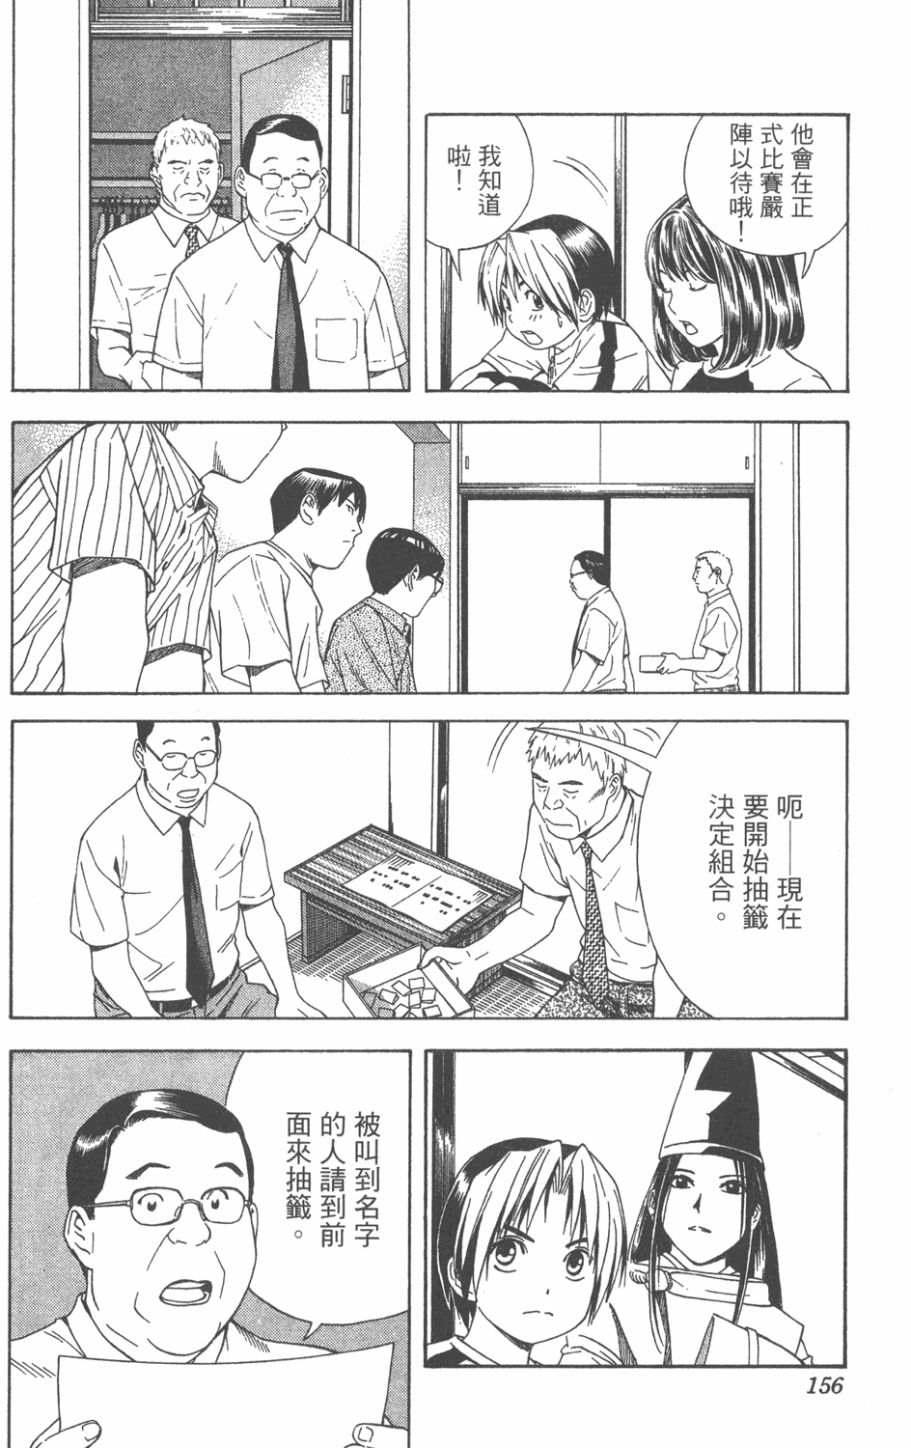 他會在正
式比賽嚴
陣以待哦！
我知道
啦！
呃——現在
要開始抽籤
決定組合。
被叫到名字
的人請到前
面來抽籤。
156